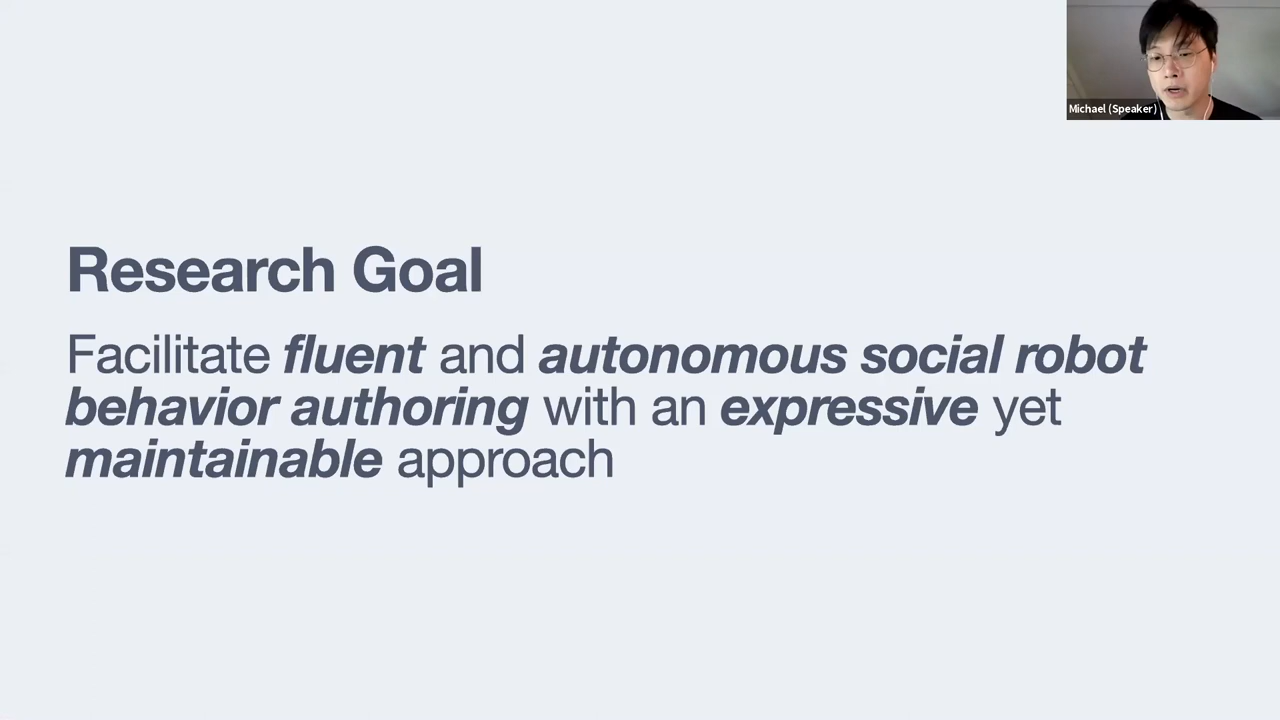 Michael (Speaker)
Research Goal
Facilitate fluent and autonomous social robot
behavior authoring with an expressive yet
maintainable approach